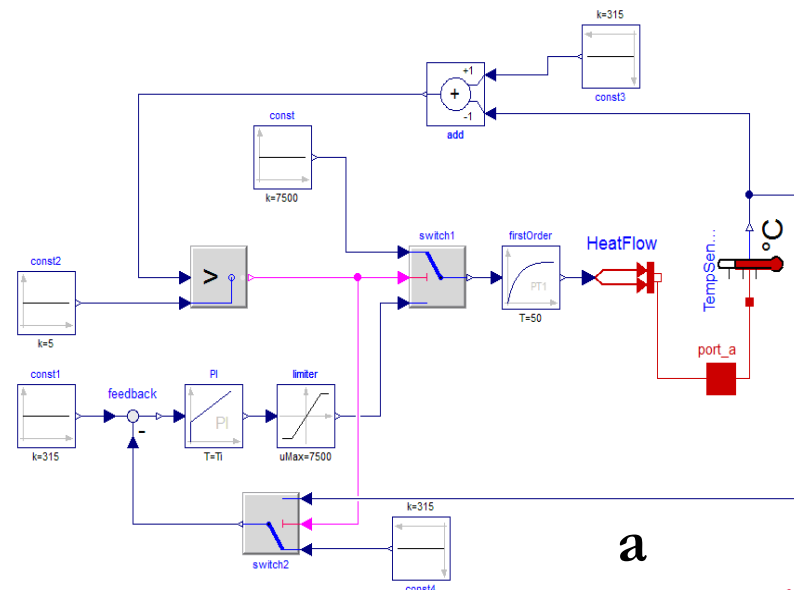 k=315
+1
+
-1
const3
add
const
k=7500
const2
>
k=5
switch1
firstOrder
PT1
T=50
HeatFlow
TempSen...
°C
port_a
const1
k=315
feedback
-
PI
PI
T=Ti
limiter
uMax=7500
switch2
k=315
const4
a